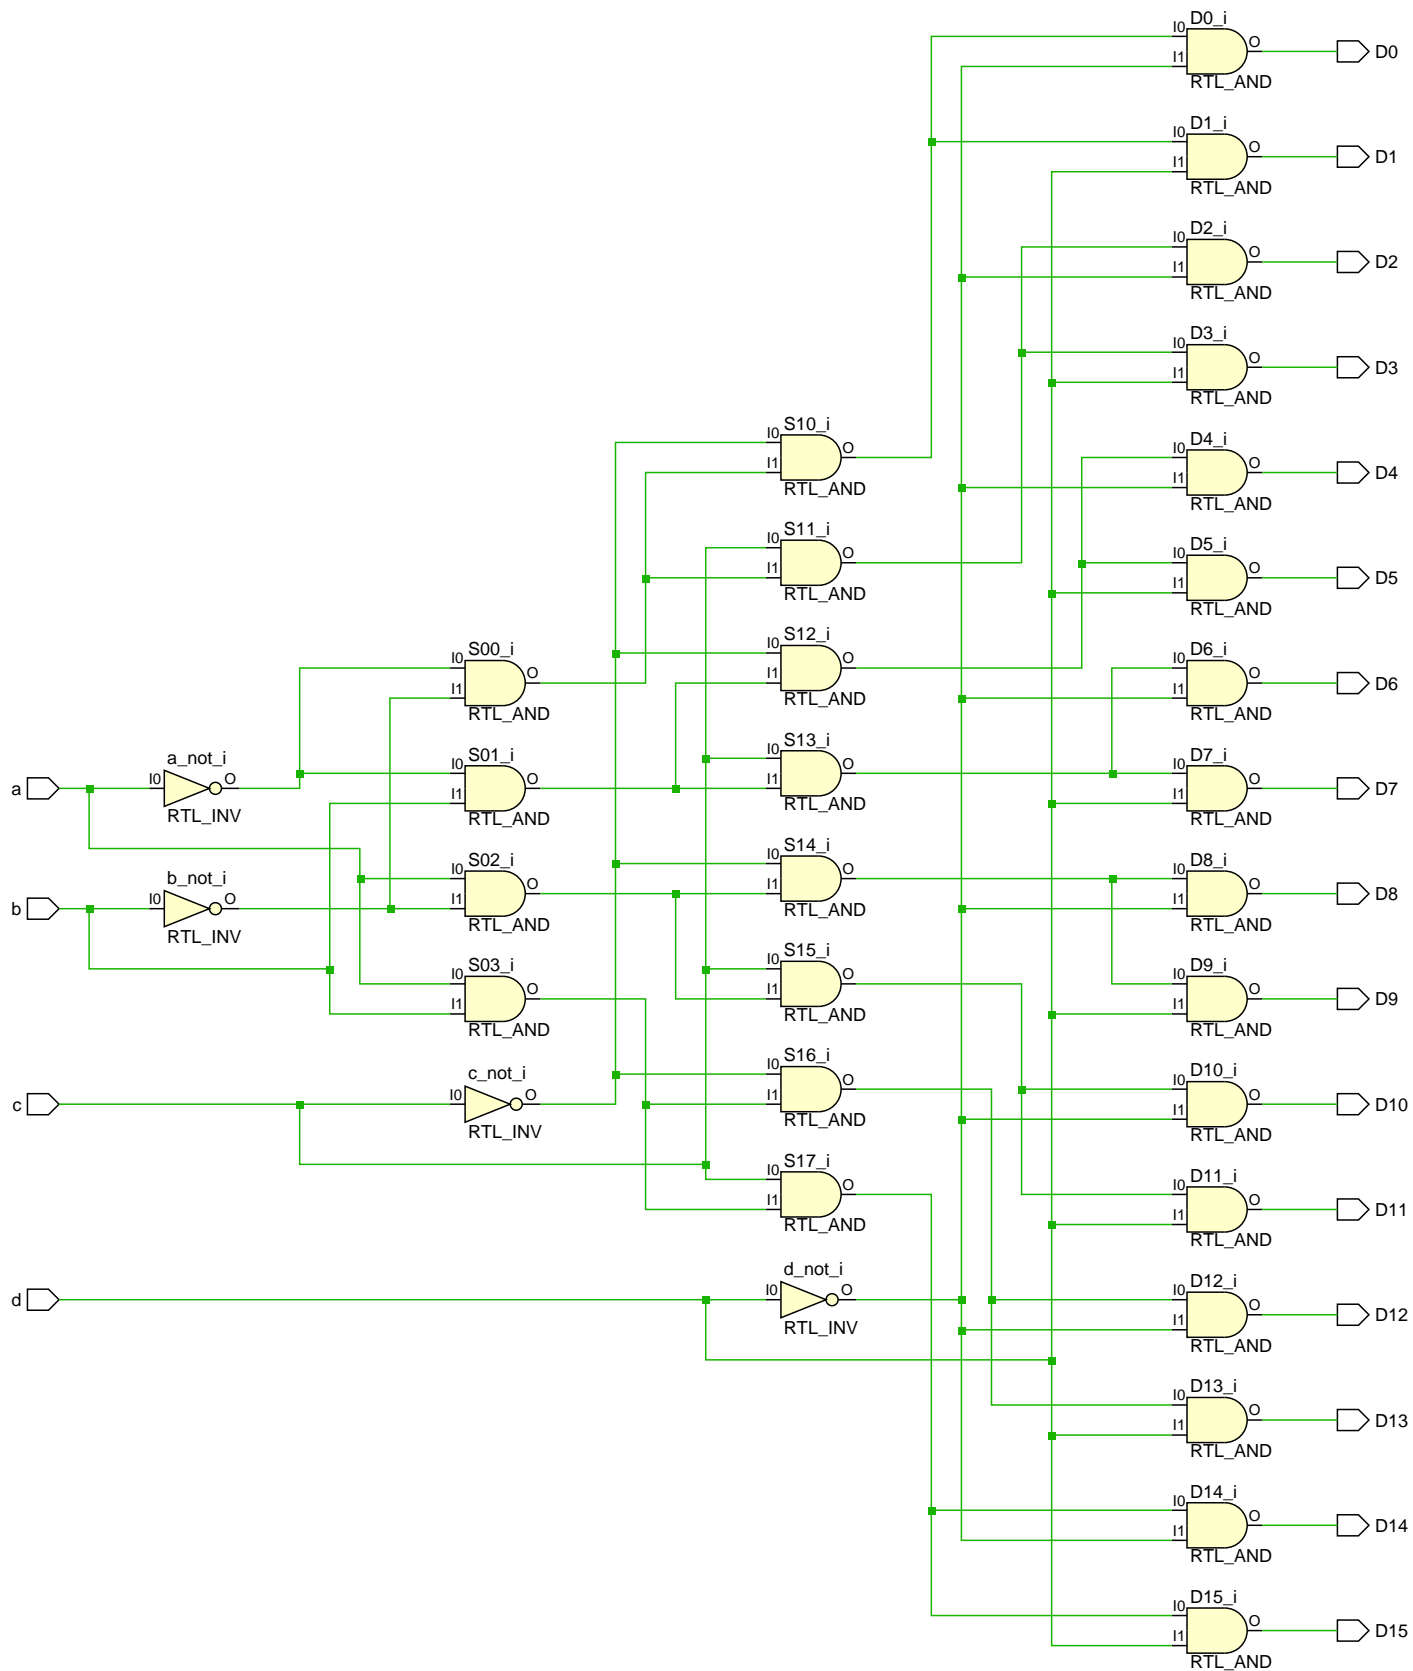 D0_i
I0
I1
O
RTL_AND
D0
D1_i
I0
I1
O
RTL_AND
D1
D2_i
I0
I1
O
RTL_AND
D2
D3_i
I0
I1
O
RTL_AND
D3
S10_i
I0
I1
O
RTL_AND
D4_i
I0
I1
O
RTL_AND
D4
S11_i
I0
I1
O
RTL_AND
D5_i
I0
I1
O
RTL_AND
D5
S00_i
I0
I1
O
RTL_AND
S12_i
I0
I1
O
RTL_AND
D6_i
I0
I1
O
RTL_AND
D6
a
a_not_i
I0
O
RTL_INV
S01_i
I0
I1
O
RTL_AND
S13_i
I0
I1
O
RTL_AND
D7_i
I0
I1
O
RTL_AND
D7
b
b_not_i
I0
O
RTL_INV
S02_i
I0
I1
O
RTL_AND
S14_i
I0
I1
O
RTL_AND
D8_i
I0
I1
O
RTL_AND
D8
S03_i
I0
I1
O
RTL_AND
S15_i
I0
I1
O
RTL_AND
D9_i
I0
I1
O
RTL_AND
D9
c
c_not_i
I0
O
RTL_INV
S16_i
I0
I1
O
RTL_AND
D10_i
I0
I1
O
RTL_AND
D10
S17_i
I0
I1
O
RTL_AND
D11_i
I0
I1
O
RTL_AND
D11
d
d_not_i
I0
O
RTL_INV
D12_i
I0
I1
O
RTL_AND
D12
D13_i
I0
I1
O
RTL_AND
D13
D14_i
I0
I1
O
RTL_AND
D14
D15_i
I0
I1
O
RTL_AND
D15